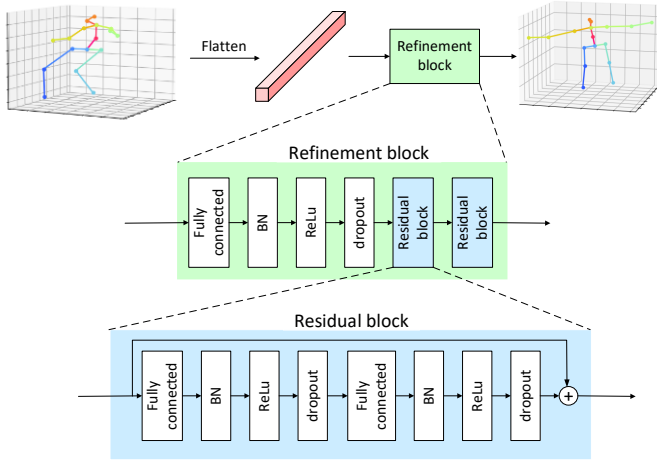 Flatten
Refinement
block
Refinement block
Fully
connected
BN
ReLu
dropout
Residual
block
Residual
block
Residual block
Fully
connected
BN
ReLu
dropout
Fully
connected
BN
ReLu
dropout
+